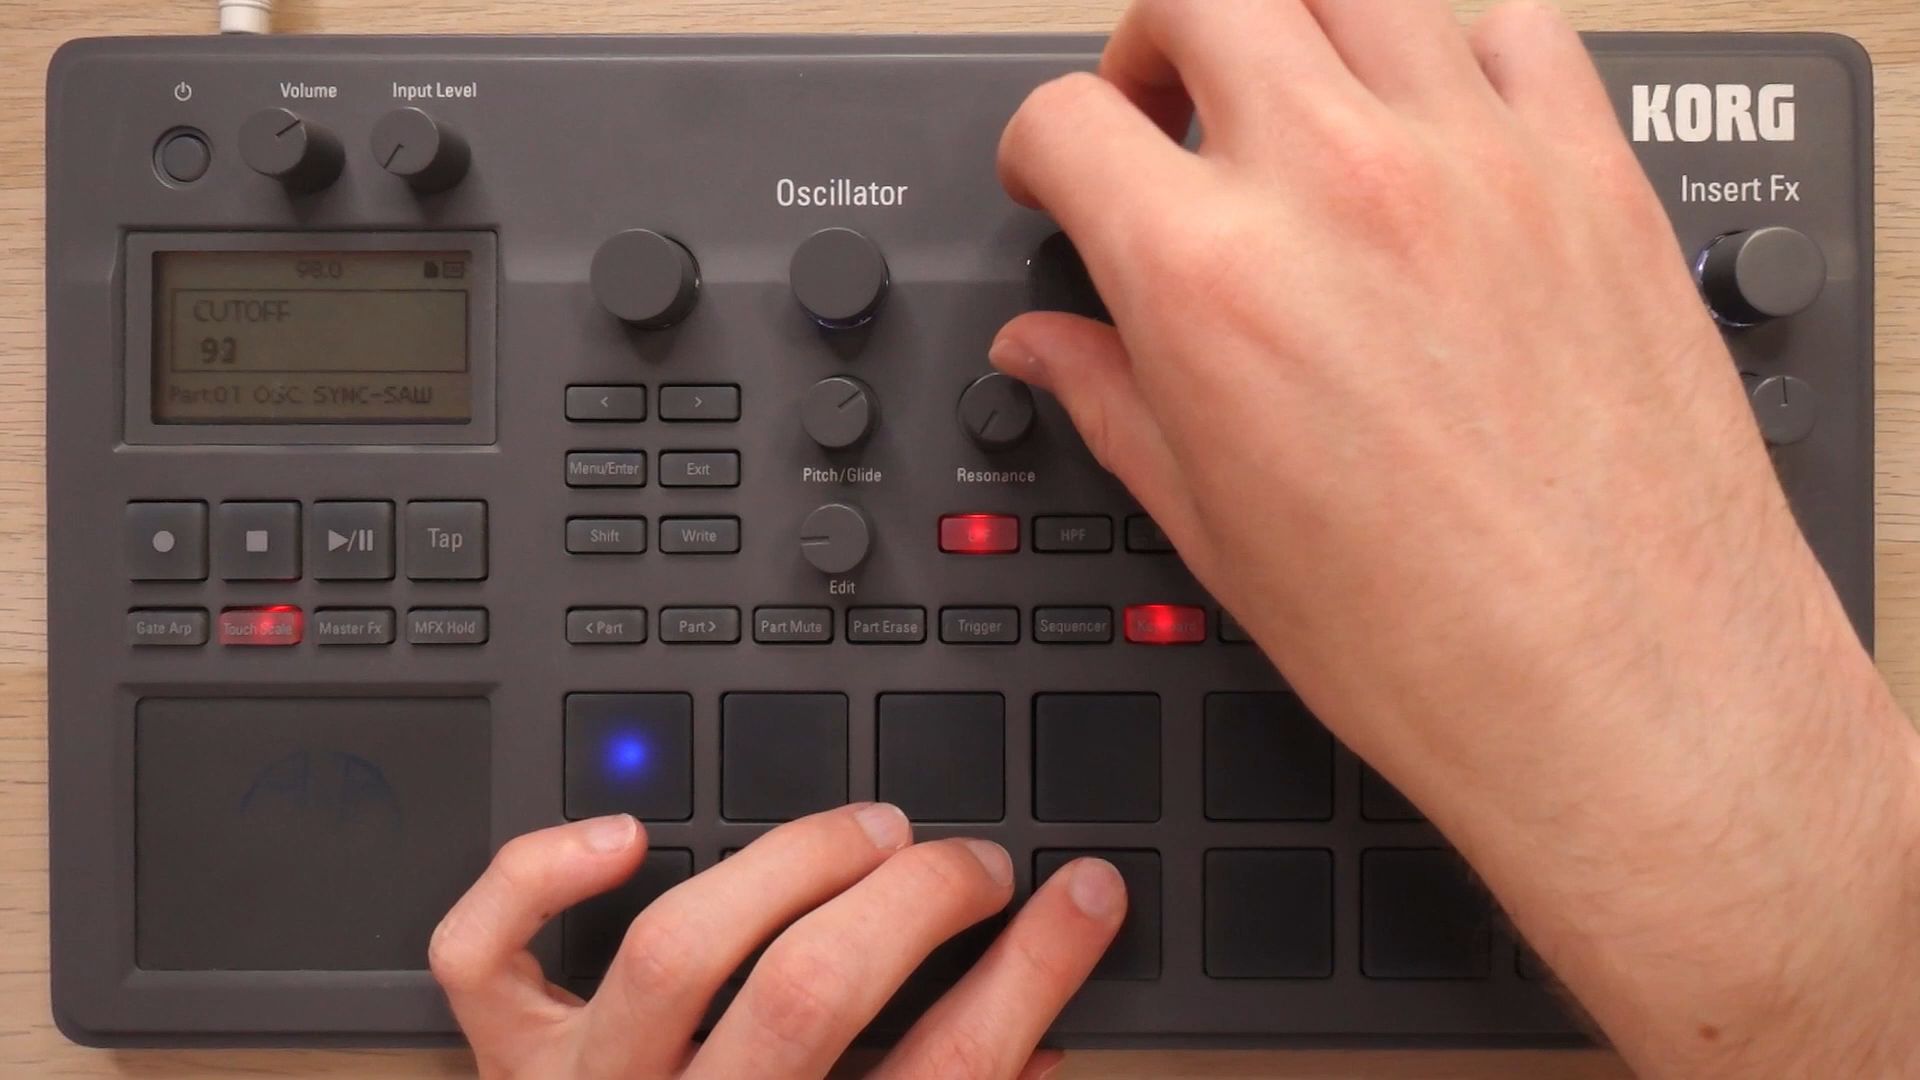 Volume
Input Level
KORG
Oscillator
Insert Fx
98.0
CUTOFF
92
Part01 OSC SYNC-SAW
<
>
Menu/Enter
Exit
Pitch/Glide
Resonance
Tap
Shift
Write
LPF
HPF
Edit
Gate Arp
Touch Scale
Master Fx
MFX Hold
< Part
Part >
Part Mute
Part Erase
Trigger
Sequencer
Keyboard